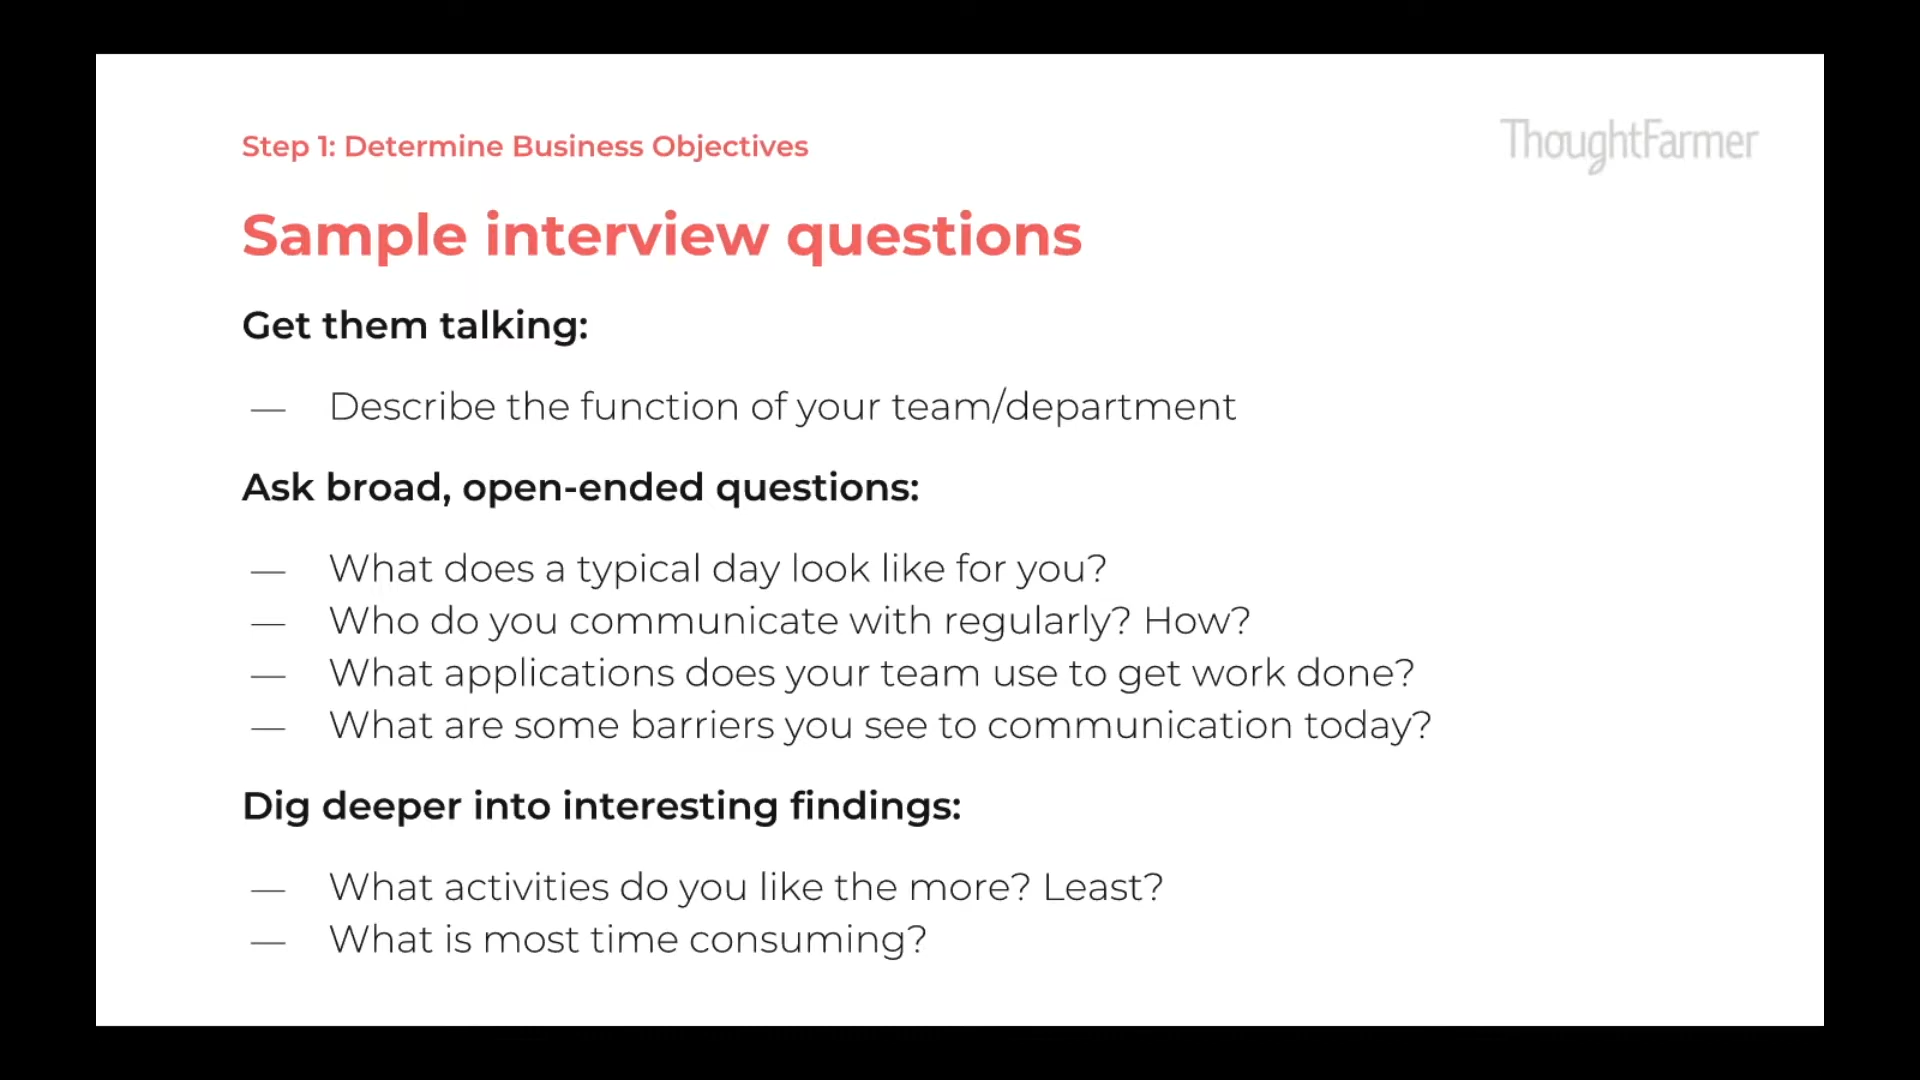 Step 1: Determine Business Objectives
ThoughtFarmer
Sample interview questions
Get them talking:
— Describe the function of your team/department
Ask broad, open-ended questions:
— What does a typical day look like for you?
— Who do you communicate with regularly? How?
— What applications does your team use to get work done?
— What are some barriers you see to communication today?
Dig deeper into interesting findings:
— What activities do you like the more? Least?
— What is most time consuming?